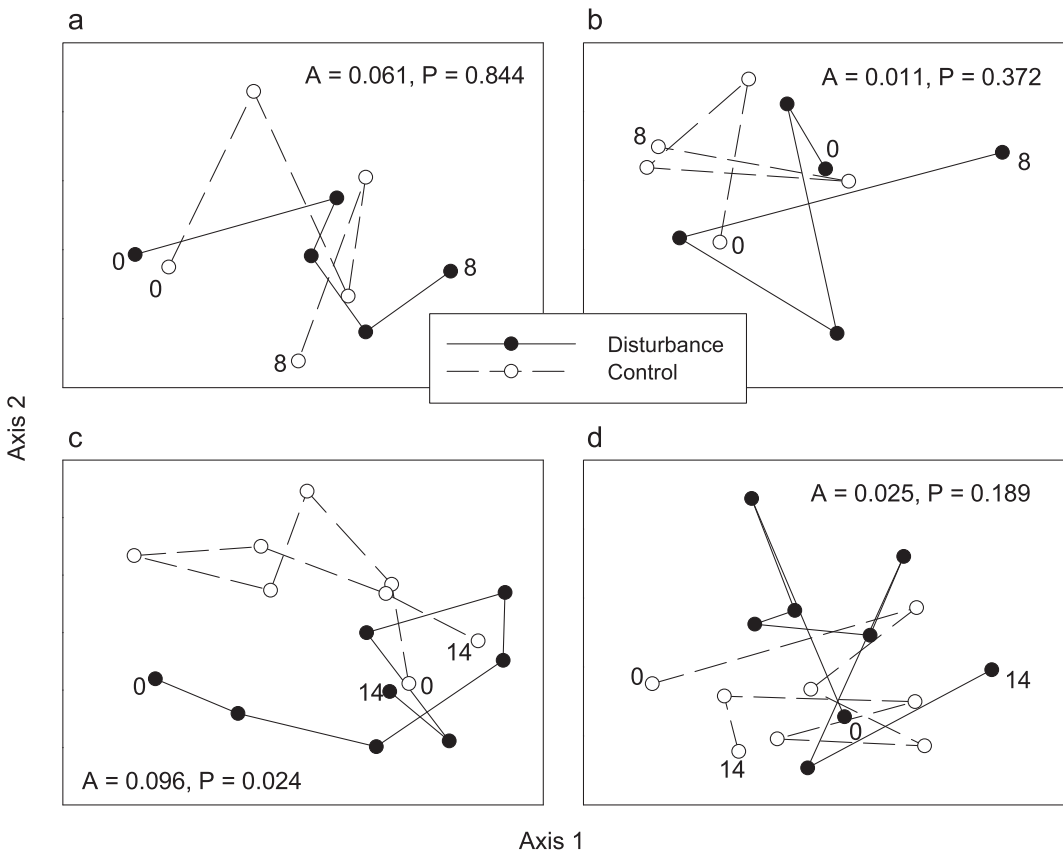 a
A = 0.061, P = 0.844
0
0
8
8
b
A = 0.011, P = 0.372
8
0
8
0
Disturbance
Control
Axis 2
c
0
14
14
0
A = 0.096, P = 0.024
d
A = 0.025, P = 0.189
0
14
0
14
Axis 1